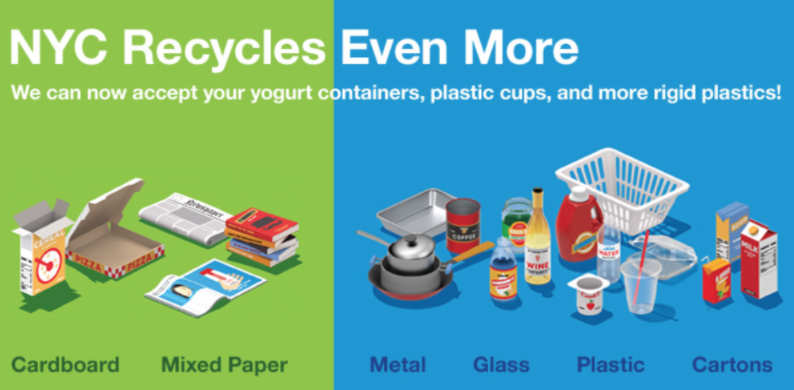 NYC Recycles Even More
We can now accept your yogurt containers, plastic cups, and more rigid plastics!
CEREAL
PIZZA
PIZZA
COFFEE
WINE
WATER
MILK
Cardboard
Mixed Paper
Metal
Glass
Plastic
Cartons